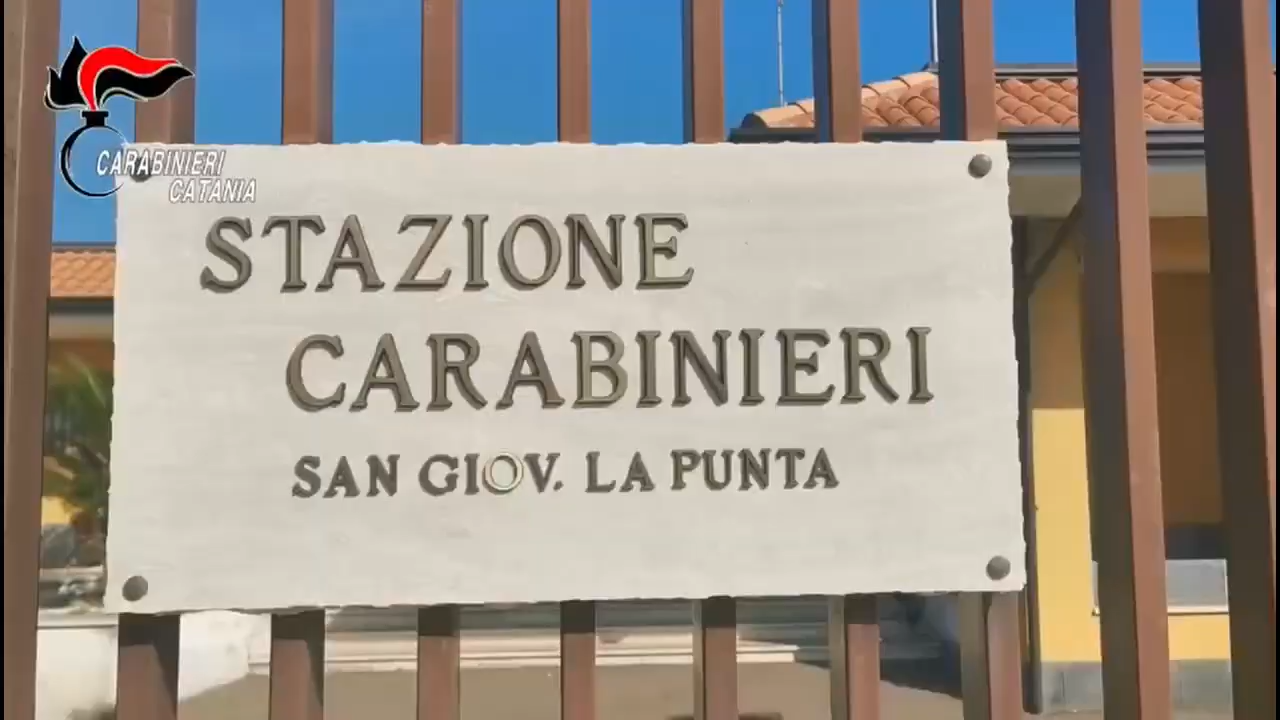 CARABINIERI
CATANIA
STAZIONE
CARABINIERI
SAN GIOV. LA PUNTA